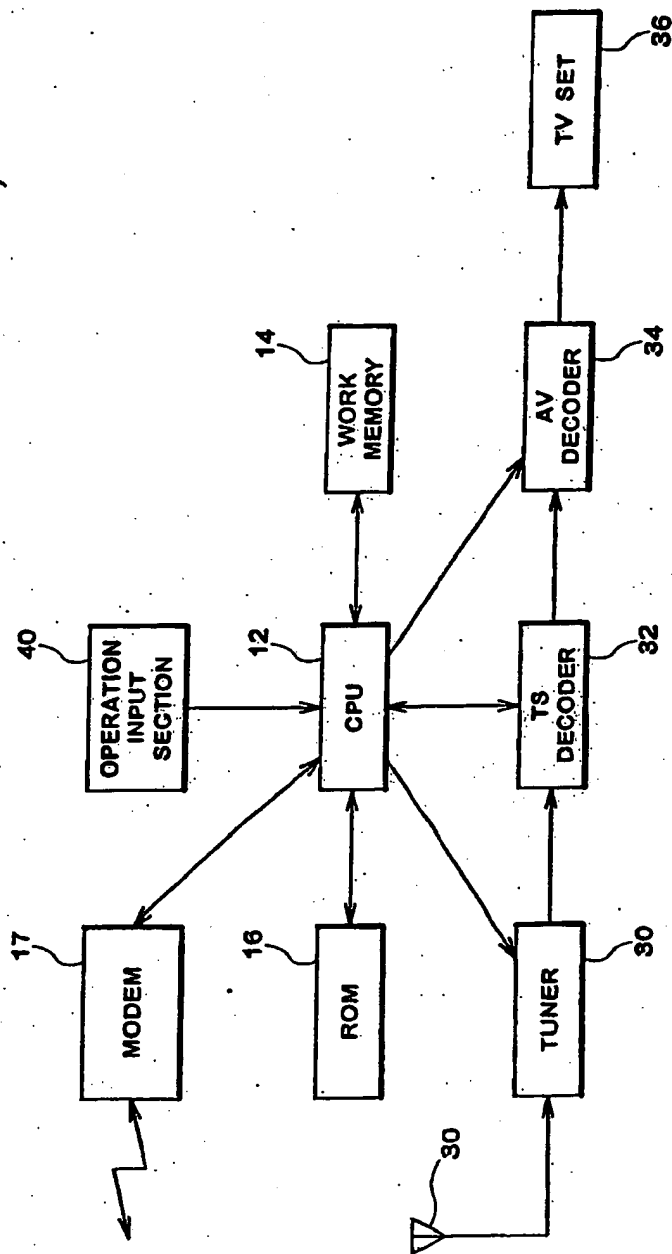 17
MODEM
40
OPERATION
INPUT
SECTION
16
ROM
12
CPU
14
WORK
MEMORY
30
TUNER
30
TS
DECODER
32
AV
DECODER
34
TV SET
36